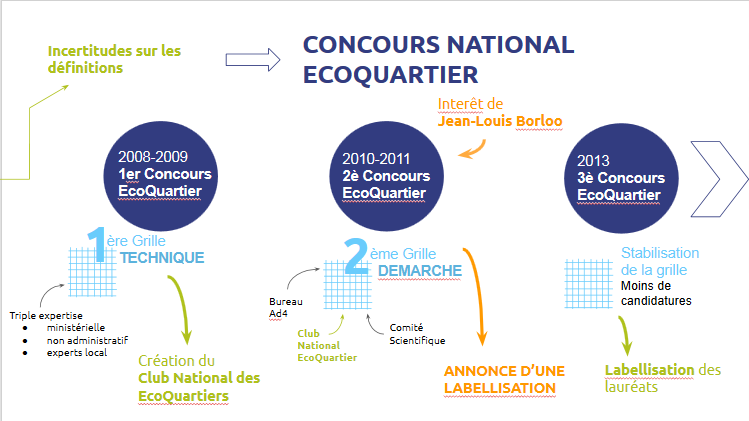 Incertitudes sur les
définitions
CONCOURS NATIONAL
ECOQUARTIER
Interêt de
Jean-Louis Borloo
2008-2009
1er Concours
EcoQuartier
2010-2011
2è Concours
EcoQuartier
2013
3è Concours
EcoQuartier
1ère Grille
TECHNIQUE
2ème Grille
DEMARCHE
Stabilisation
de la grille
Moins de
candidatures
Triple expertise
● ministérielle
● non administratif
● experts local
Bureau
Ad4
Club
National
EcoQuartier
Comité
Scientifique
Création du
Club National des
EcoQuartiers
ANNONCE D'UNE
LABELLISATION
Labellisation des
lauréats